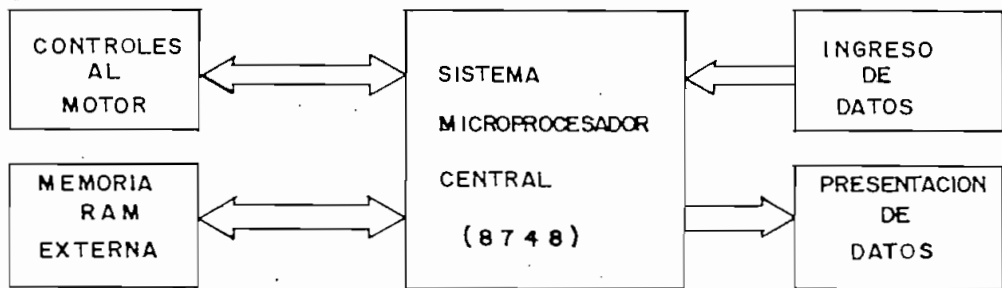 CONTROLES
AL
MOTOR
MEMORIA
RAM
EXTERNA
SISTEMA
MICROPROCESADOR
CENTRAL
(8748)
INGRESO
DE
DATOS
PRESENTACION
DE
DATOS